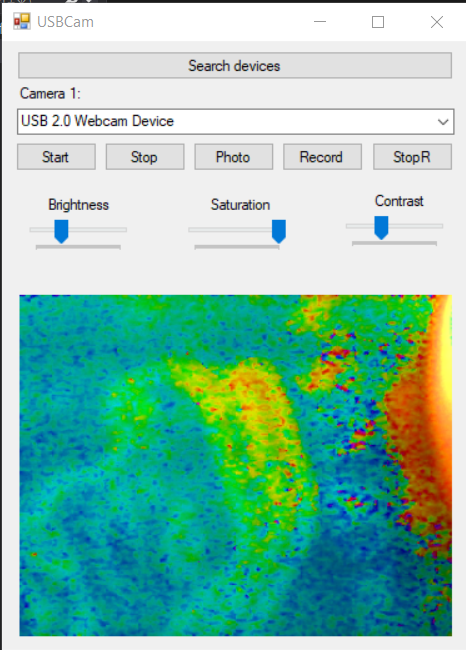 USBCam
Search devices
Camera 1:
USB 2.0 Webcam Device
Start Stop Photo Record StopR
Brightness Saturation Contrast